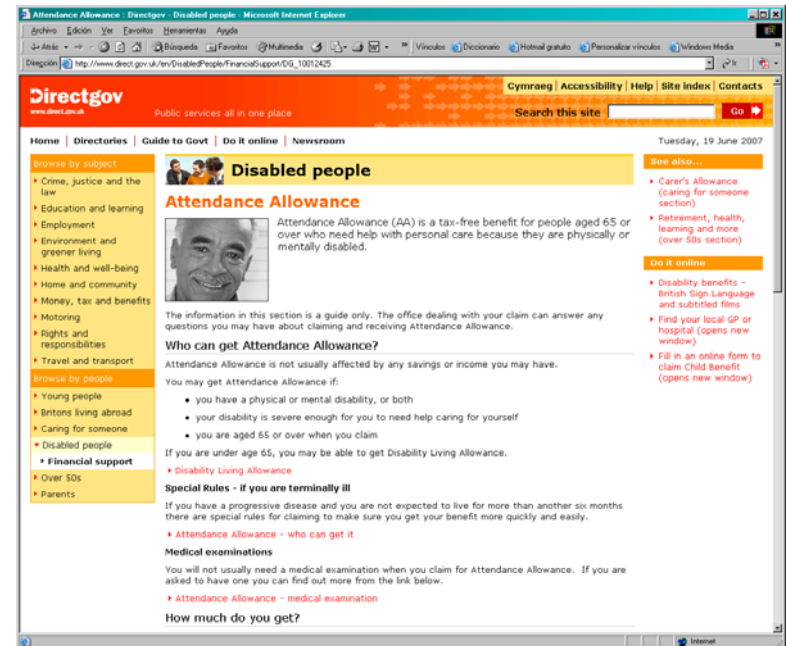 Attendance Allowance : Directgov - Disabled people - Microsoft Internet Explorer
Archivo Edición Ver Favoritos Herramientas Ayuda
Atrás Búsqueda Favoritos Multimedia Vínculos Diccionario Hotmail gratuito Personalizar vínculos Windows Media
Dirección http://www.direct.gov.uk/en/DisabledPeople/FinancialSupport/DG_10012425 Ir
Cymraeg | Accessibility | Help | Site index | Contacts
Directgov
www.direct.gov.uk
Public services all in one place
Search this site Go
Home | Directories | Guide to Govt | Do it online | Newsroom
Tuesday, 19 June 2007
Browse by subject
Crime, justice and the
law
Education and learning
Employment
Environment and
greener living
Health and well-being
Home and community
Money, tax and benefits
Motoring
Rights and
responsibilities
Travel and transport
Browse by people
Young people
Britons living abroad
Caring for someone
Disabled people
Financial support
Over 50s
Parents
Disabled people
Attendance Allowance
Attendance Allowance (AA) is a tax-free benefit for people aged 65 or
over who need help with personal care because they are physically or
mentally disabled.
The information in this section is a guide only. The office dealing with your claim can answer any
questions you may have about claiming and receiving Attendance Allowance.
Who can get Attendance Allowance?
Attendance Allowance is not usually affected by any savings or income you may have.
You may get Attendance Allowance if:
• you have a physical or mental disability, or both
• your disability is severe enough for you to need help caring for yourself
• you are aged 65 or over when you claim
If you are under age 65, you may be able to get Disability Living Allowance.
Disability Living Allowance
Special Rules - if you are terminally ill
If you have a progressive disease and you are not expected to live for more than another six months
there are special rules for claiming to make sure you get your benefit more quickly and easily.
Attendance Allowance - who can get it
Medical examinations
You will not usually need a medical examination when you claim for Attendance Allowance. If you are
asked to have one you can find out more from the link below.
Attendance Allowance - medical examination
How much do you get?
See also...
Carer's Allowance
(caring for someone
section)
Retirement, health,
learning and more
(over 50s section)
Do it online
Disability benefits -
British Sign Language
and subtitled films
Find your local GP or
hospital (opens new
window)
Fill in an online form to
claim Child Benefit
(opens new window)
Internet